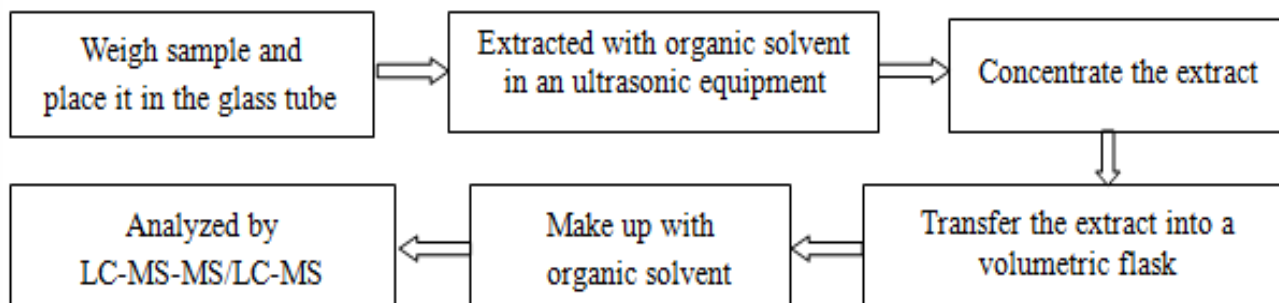 Weigh sample and
place it in the glass tube
Extracted with organic solvent
in an ultrasonic equipment
Concentrate the extract
Transfer the extract into a
volumetric flask
Make up with
organic solvent
Analyzed by
LC-MS-MS/LC-MS